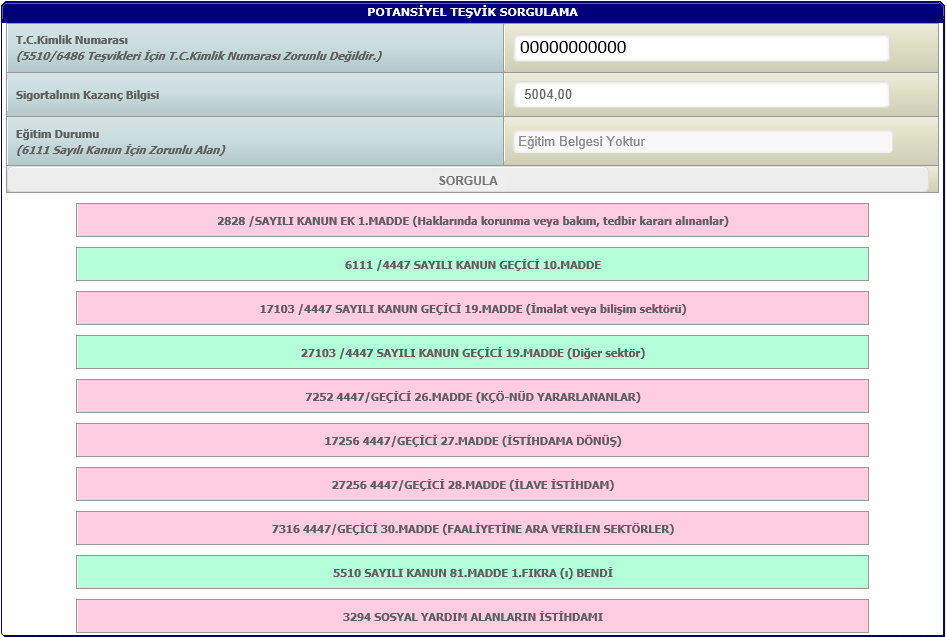 POTANSİYEL TEŞVİK SORGULAMA
T.C.Kimlik Numarası
(5510/6486 Teşvikleri İçin T.C.Kimlik Numarası Zorunlu Değildir.)
00000000000
Sigortalının Kazanç Bilgisi
5004,00
Eğitim Durumu
(6111 Sayılı Kanun İçin Zorunlu Alan)
Eğitim Belgesi Yoktur
SORGULA
2828 /SAYILI KANUN EK 1.MADDE (Haklarında korunma veya bakım, tedbir kararı alınanlar)
6111 /4447 SAYILI KANUN GEÇİCİ 10.MADDE
17103 /4447 SAYILI KANUN GEÇİCİ 19.MADDE (İmalat veya bilişim sektörü)
27103 /4447 SAYILI KANUN GEÇİCİ 19.MADDE (Diğer sektör)
7252 4447/GEÇİCİ 26.MADDE (KÇÖ-NÜD YARARLANANLAR)
17256 4447/GEÇİCİ 27.MADDE (İSTİHDAMA DÖNÜŞ)
27256 4447/GEÇİCİ 28.MADDE (İLAVE İSTİHDAM)
7316 4447/GEÇİCİ 30.MADDE (FAALİYETİNE ARA VERİLEN SEKTÖRLER)
5510 SAYILI KANUN 81.MADDE 1.FIKRA (ı) BENDİ
3294 SOSYAL YARDIM ALANLARIN İSTİHDAMI